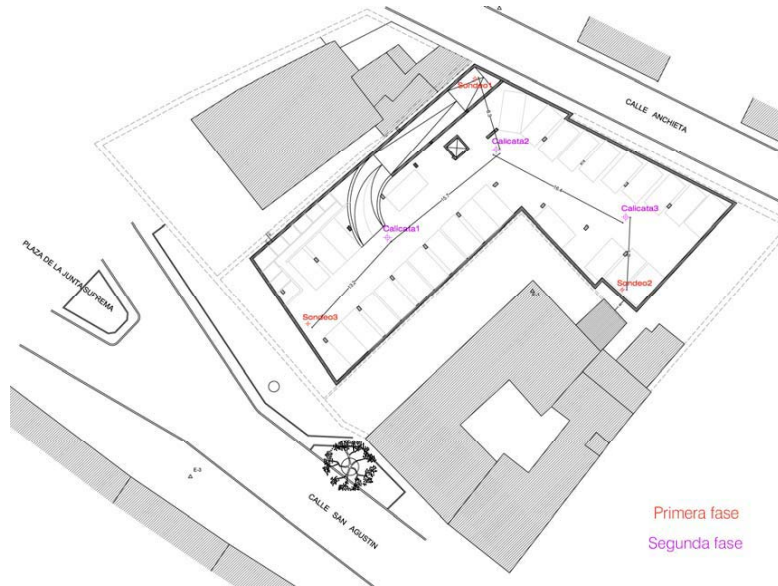 Sondeo1
CALLE ANCHIETA
Calicata2
Calicata3
Calicata1
PLAZA DE LA JUNTA SUPREMA
Sondeo2
Sondeo3
E-3
CALLE SAN AGUSTIN
Primera fase
Segunda fase